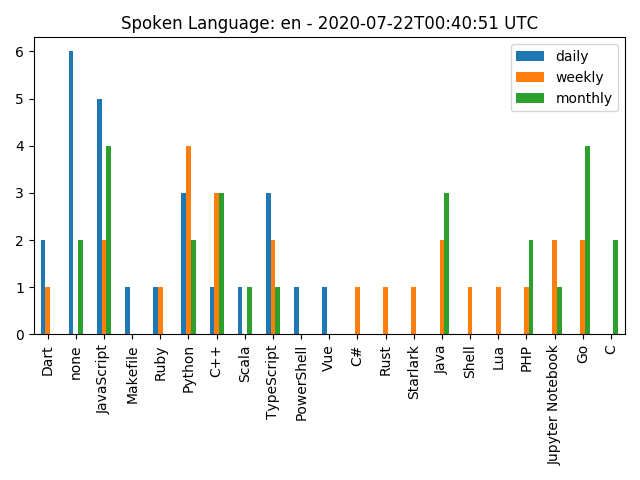 Spoken Language: en - 2020-07-22T00:40:51 UTC
daily
weekly
monthly
6
5
4
3
2
1
0
Dart
none
JavaScript
Makefile
Ruby
Python
C++
Scala
TypeScript
PowerShell
Vue
C#
Rust
Starlark
Java
Shell
Lua
PHP
Jupyter Notebook
Go
C